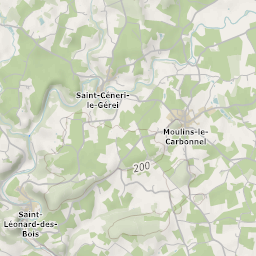 Saint-Céneri-
le-Gérei
Moulins-le-
Carbonnel
200
Saint-
Léonard-des-
Bois